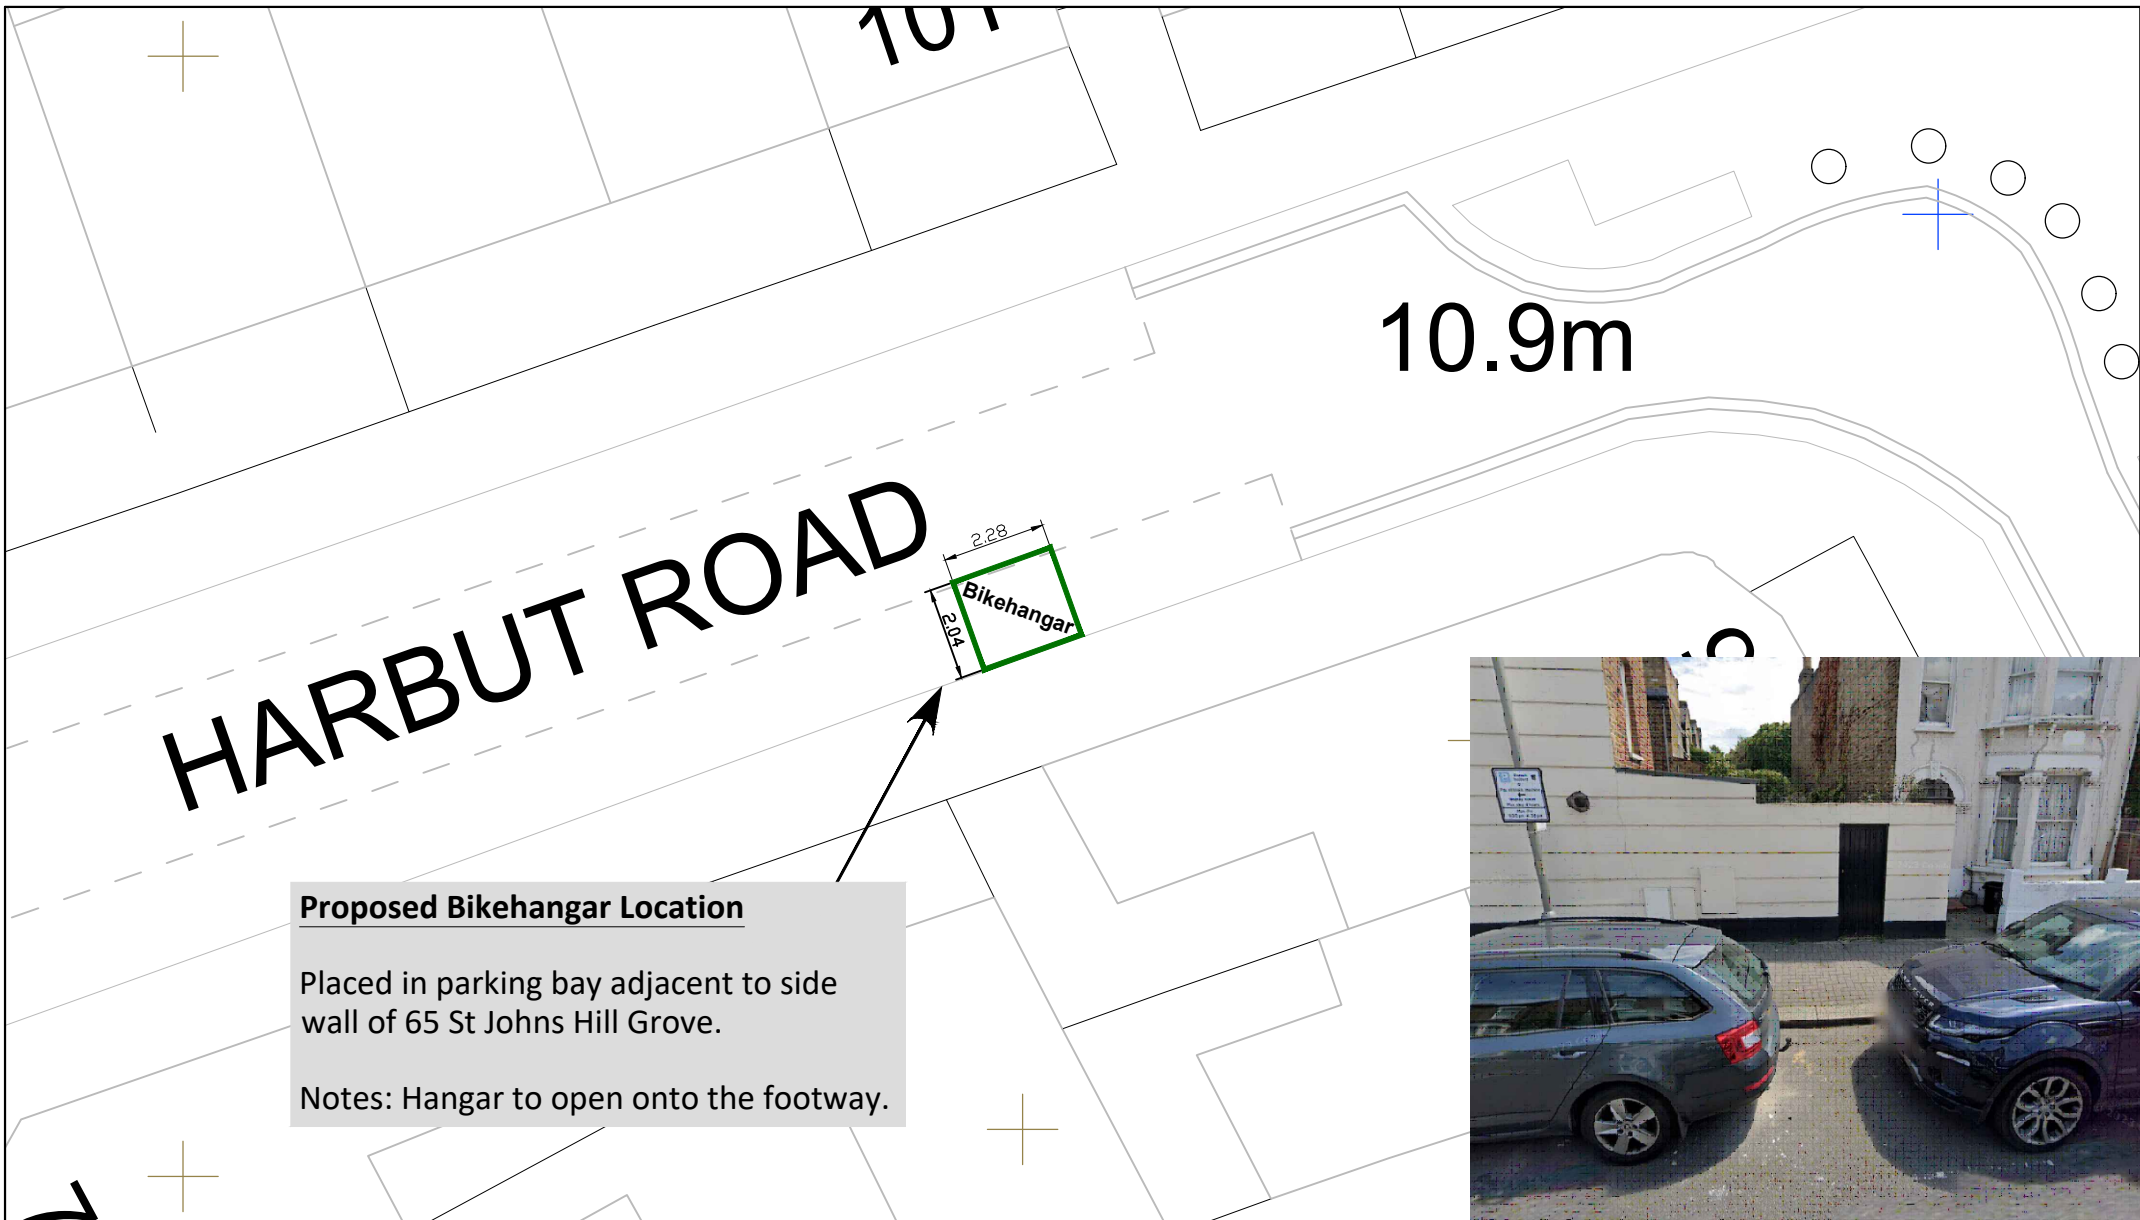 101
10.9m
HARBUT ROAD
2.28
2.04
Bikehangar
Proposed Bikehangar Location
Placed in parking bay adjacent to side
wall of 65 St Johns Hill Grove.
Notes: Hangar to open onto the footway.